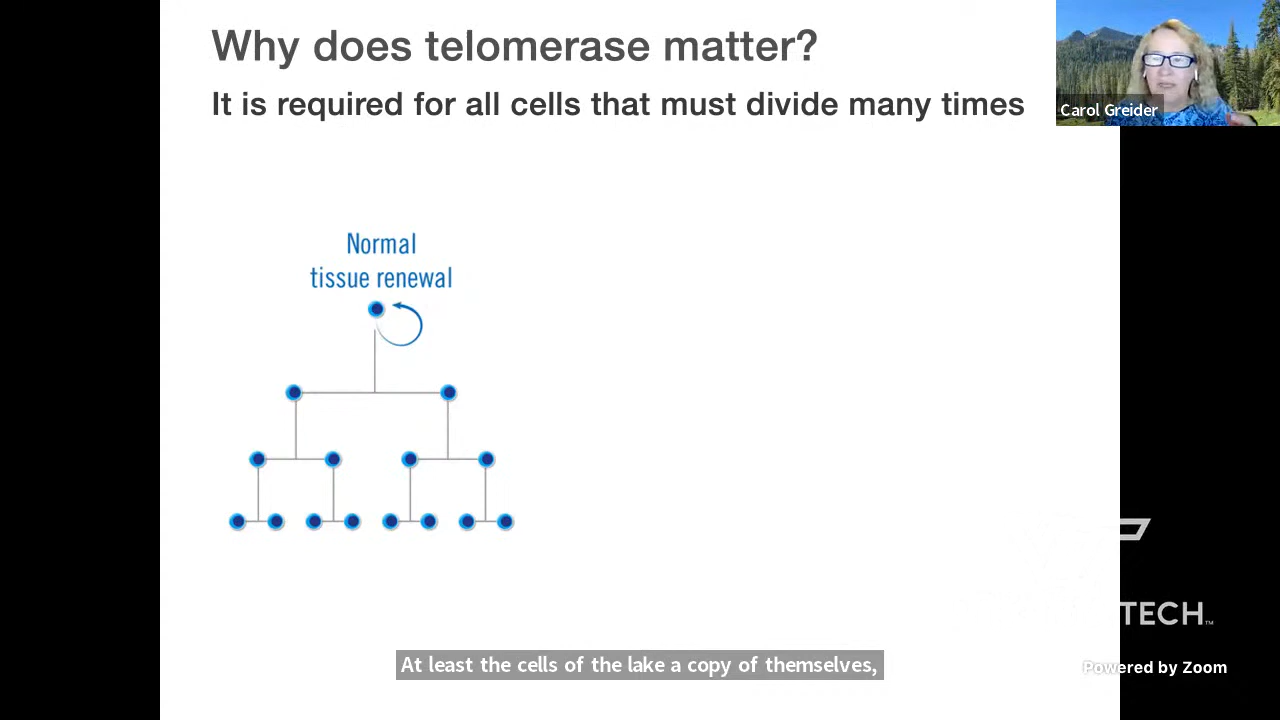 Why does telomerase matter?
It is required for all cells that must divide many times
Carol Greider
Normal
tissue renewal
TECH™
At least the cells of the lake a copy of themselves,
Powered by Zoom